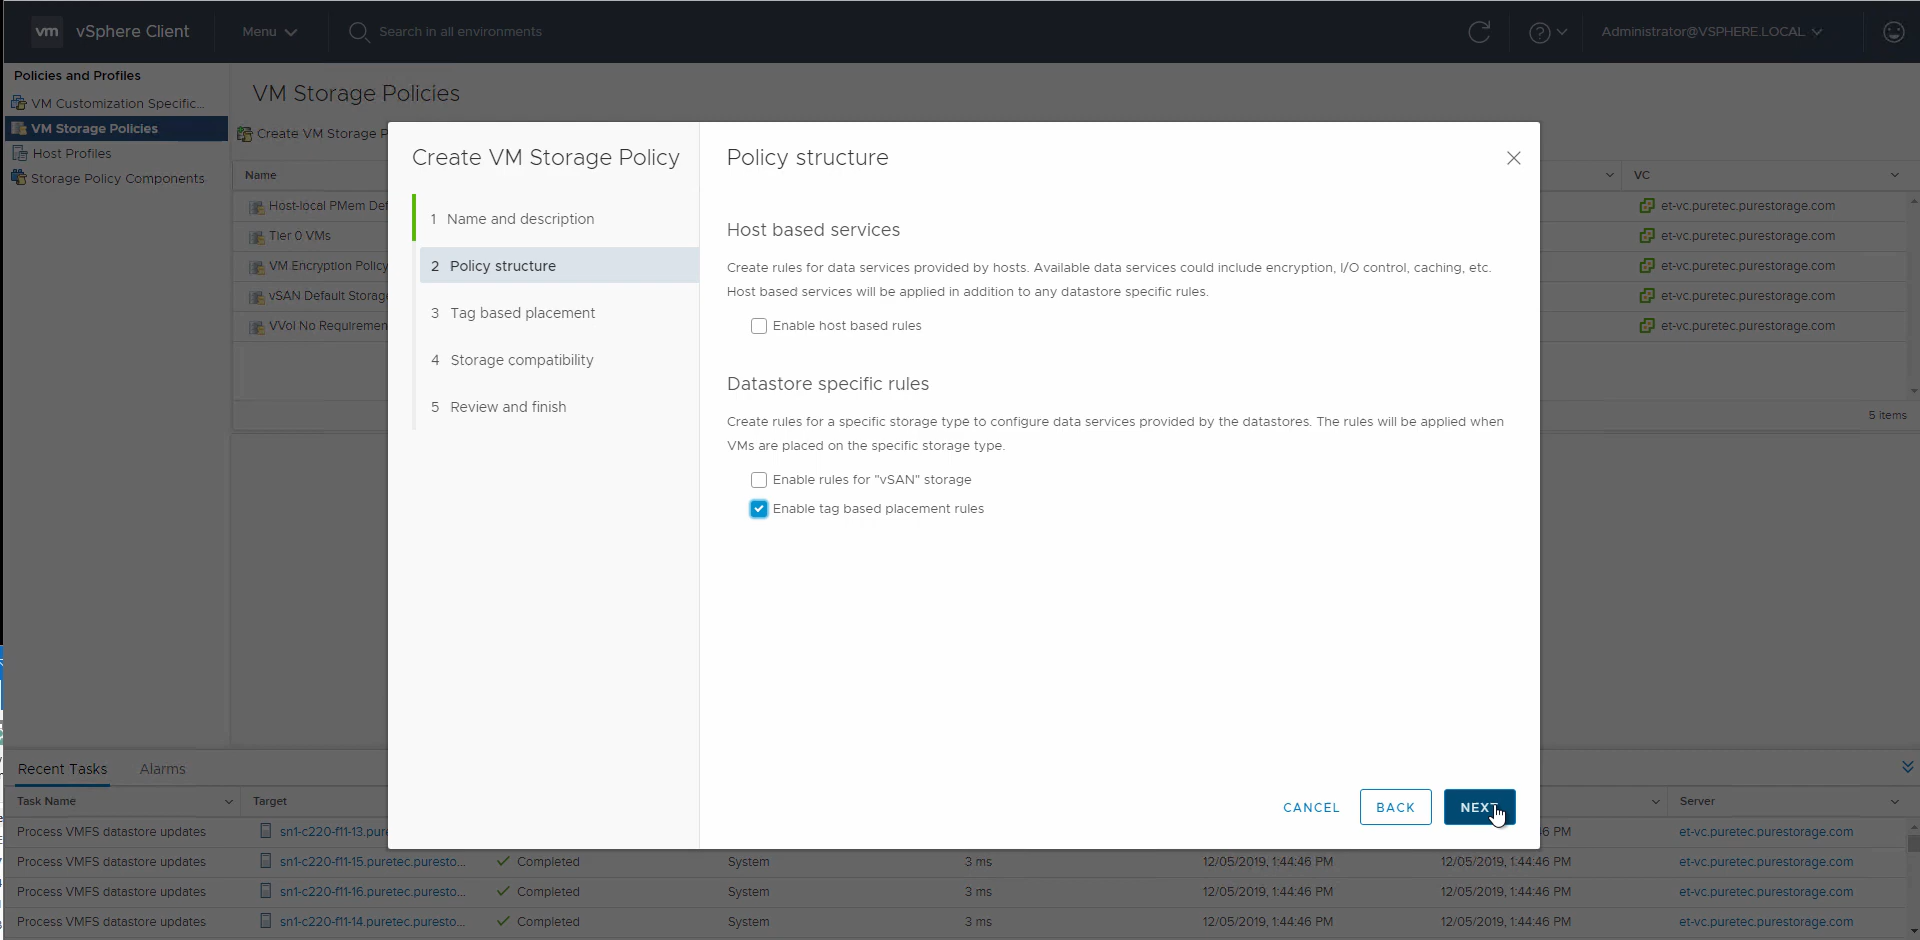 vm vSphere Client Menu Search in all environments Administrator@VSPHERE.LOCAL
Policies and Profiles
VM Customization Specific...
VM Storage Policies
Host Profiles
Storage Policy Components
VM Storage Policies
Create VM Storage P
Name VC
Host-local PMem Def et-vc.puretec.purestorage.com
Tier 0 VMs et-vc.puretec.purestorage.com
VM Encryption Policy et-vc.puretec.purestorage.com
vSAN Default Storag et-vc.puretec.purestorage.com
VVol No Requiremen et-vc.puretec.purestorage.com
5 items
Create VM Storage Policy
1 Name and description
2 Policy structure
3 Tag based placement
4 Storage compatibility
5 Review and finish
Policy structure
Host based services
Create rules for data services provided by hosts. Available data services could include encryption, I/O control, caching, etc.
Host based services will be applied in addition to any datastore specific rules.
Enable host based rules
Datastore specific rules
Create rules for a specific storage type to configure data services provided by the datastores. The rules will be applied when
VMs are placed on the specific storage type.
Enable rules for "vSAN" storage
Enable tag based placement rules
CANCEL BACK NEXT
Recent Tasks Alarms
Task Name Target Server
Process VMFS datastore updates sn1-c220-f11-13.pure 6 PM et-vc.puretec.purestorage.com
Process VMFS datastore updates sn1-c220-f11-15.puretec.puresto... Completed System 3 ms 12/05/2019, 1:44:46 PM 12/05/2019, 1:44:46 PM et-vc.puretec.purestorage.com
Process VMFS datastore updates sn1-c220-f11-16.puretec.puresto... Completed System 3 ms 12/05/2019, 1:44:46 PM 12/05/2019, 1:44:46 PM et-vc.puretec.purestorage.com
Process VMFS datastore updates sn1-c220-f11-14.puretec.puresto... Completed System 3 ms 12/05/2019, 1:44:46 PM 12/05/2019, 1:44:46 PM et-vc.puretec.purestorage.com